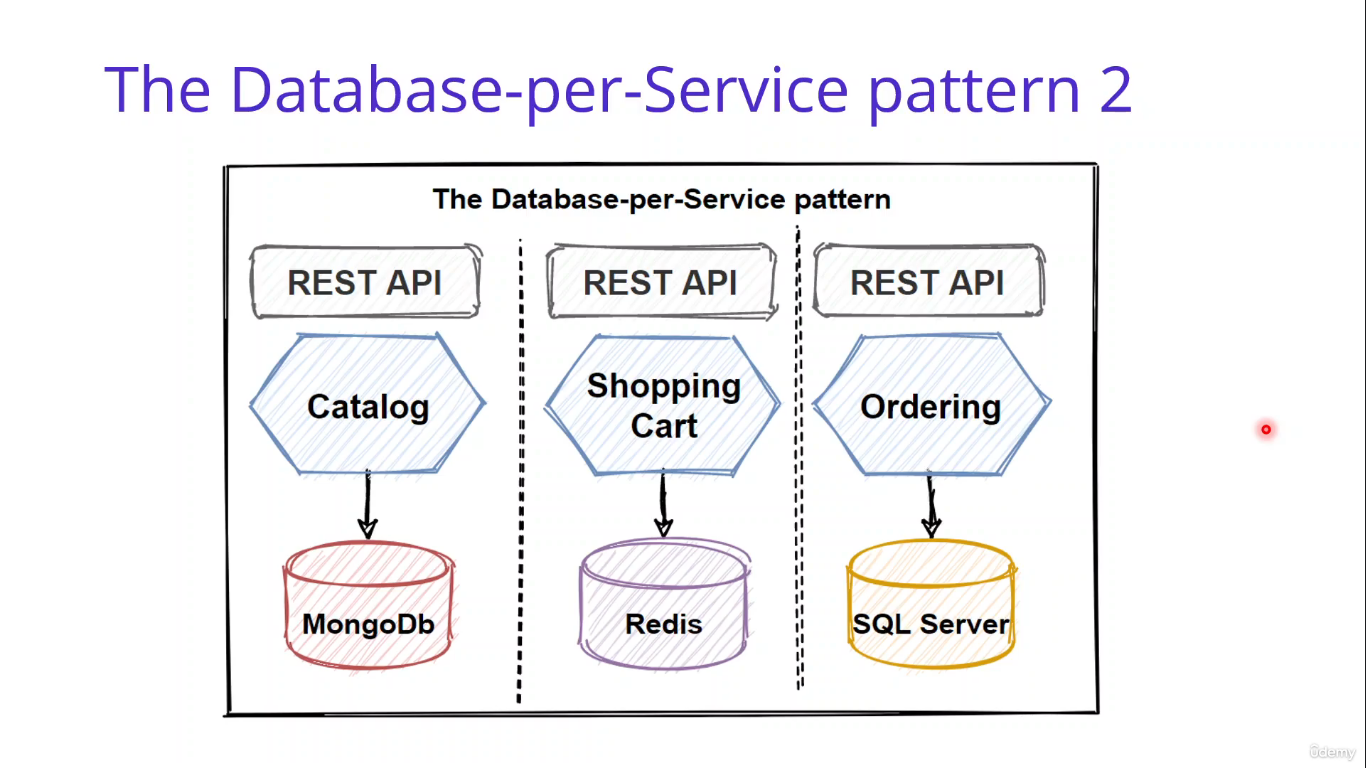 The Database-per-Service pattern 2
The Database-per-Service pattern
REST API
REST API
REST API
Catalog
Shopping
Cart
Ordering
MongoDb
Redis
SQL Server
ûdemy